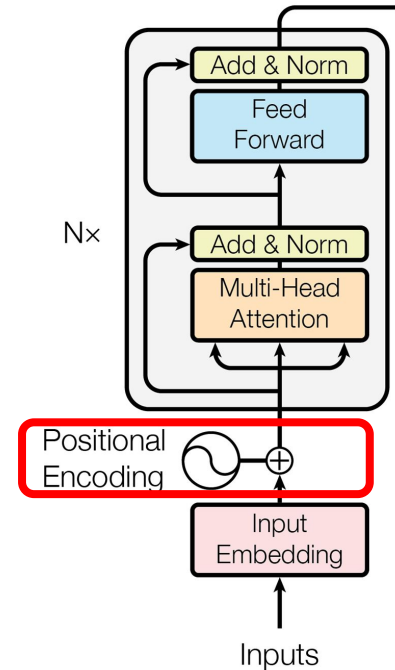 Add & Norm
Feed
Forward
N×
Add & Norm
Multi-Head
Attention
Positional
Encoding
Input
Embedding
Inputs